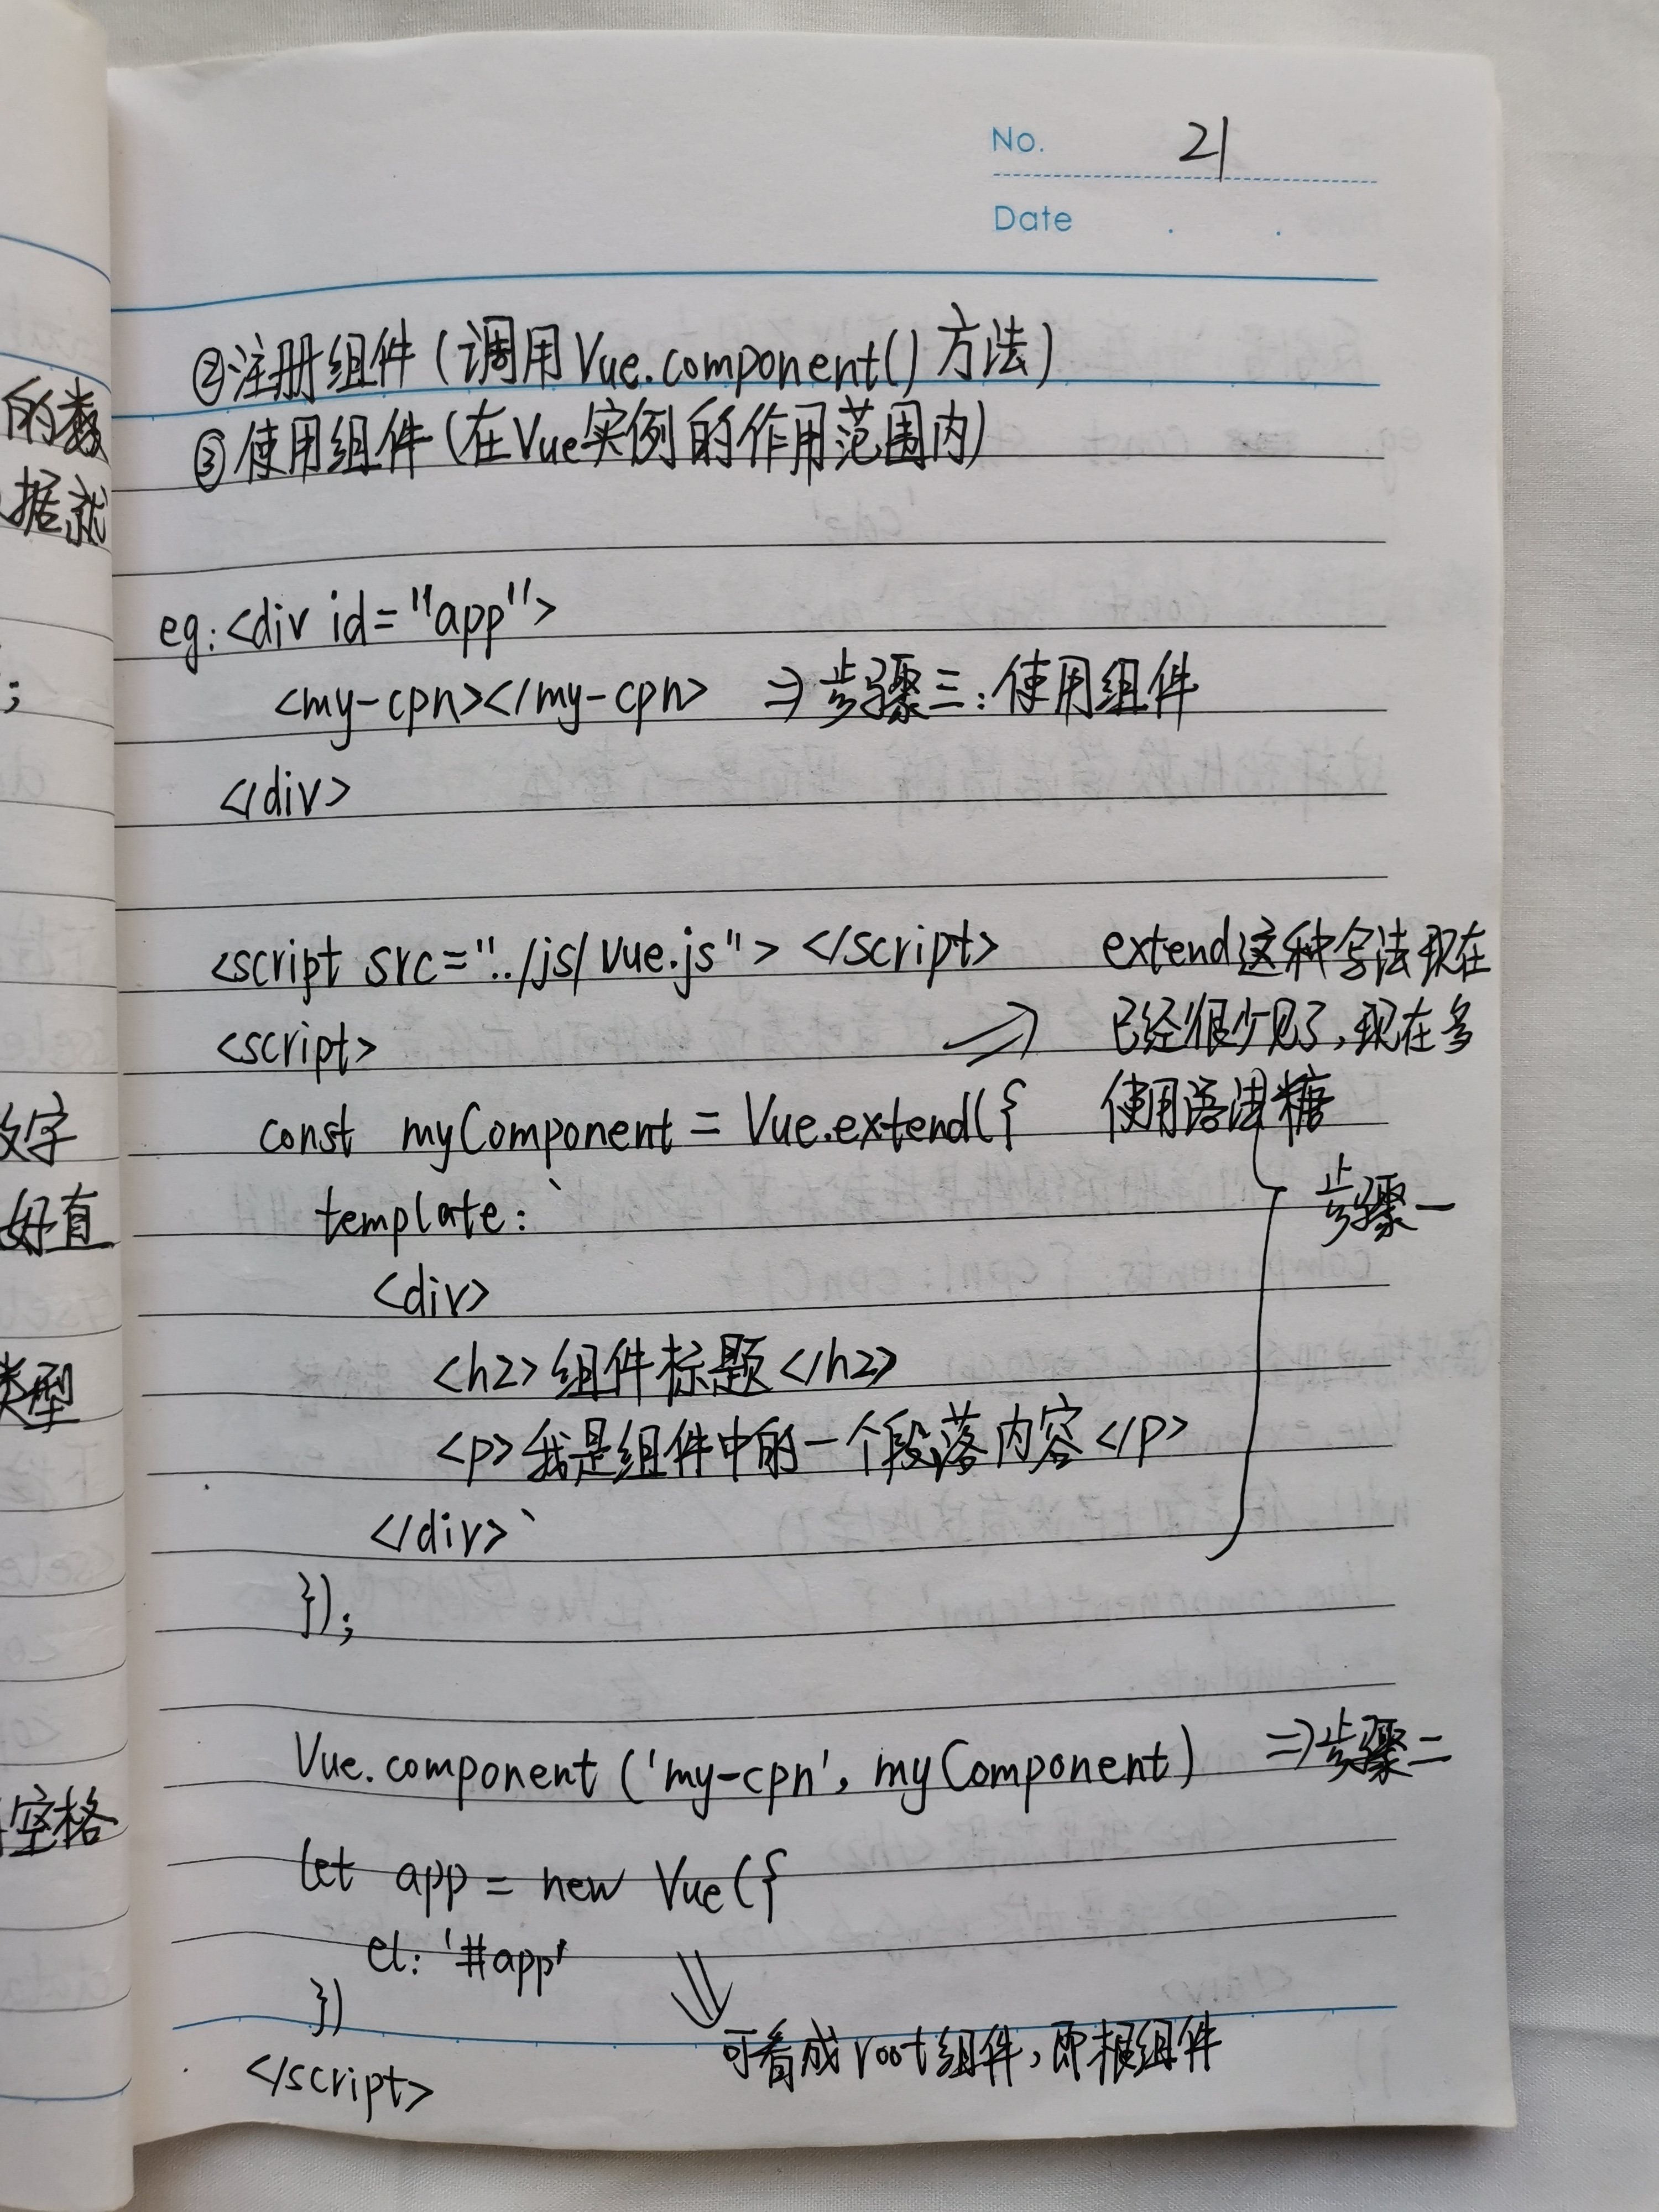 No. 21
Date . .
②注册组件(调用Vue.component()方法)
③使用组件(在Vue实例的作用范围内)
eg:<div id="app">
<my-cpn></my-cpn> ⇒步骤三:使用组件
</div>
<script src="../js/vue.js"> </script>
extend这种写法现在
<script>
⇒ 已经很少见了,现在多
const myComponent = Vue.extend({
使用语法糖
template:`
步骤一
<div>
<h2>组件标题</h2>
<p>我是组件中的一个段落内容</p>
</div>`
});
Vue.component('my-cpn', myComponent) ⇒步骤二
let app = new Vue({
el: '#app'
})
可看成root组件,即根组件
</script>
的数
据就
;
好直
类型
空格